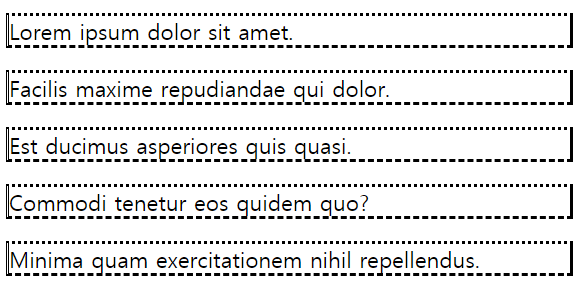 Lorem ipsum dolor sit amet.
Facilis maxime repudiandae qui dolor.
Est ducimus asperiores quis quasi.
Commodi tenetur eos quidem quo?
Minima quam exercitationem nihil repellendus.